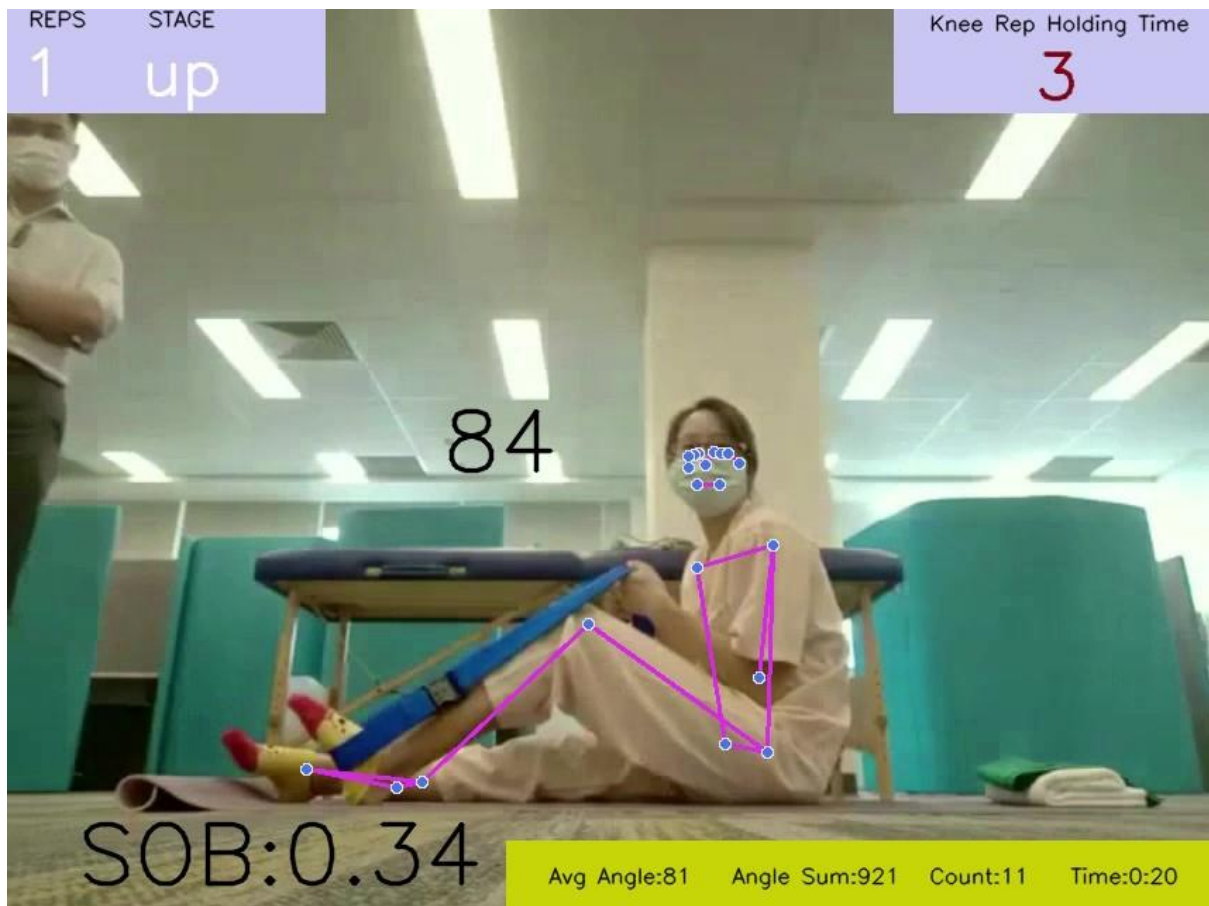 REPS STAGE
1 up
Knee Rep Holding Time
3
84
SOB:0.34
Avg Angle:81 Angle Sum:921 Count:11 Time:0:20